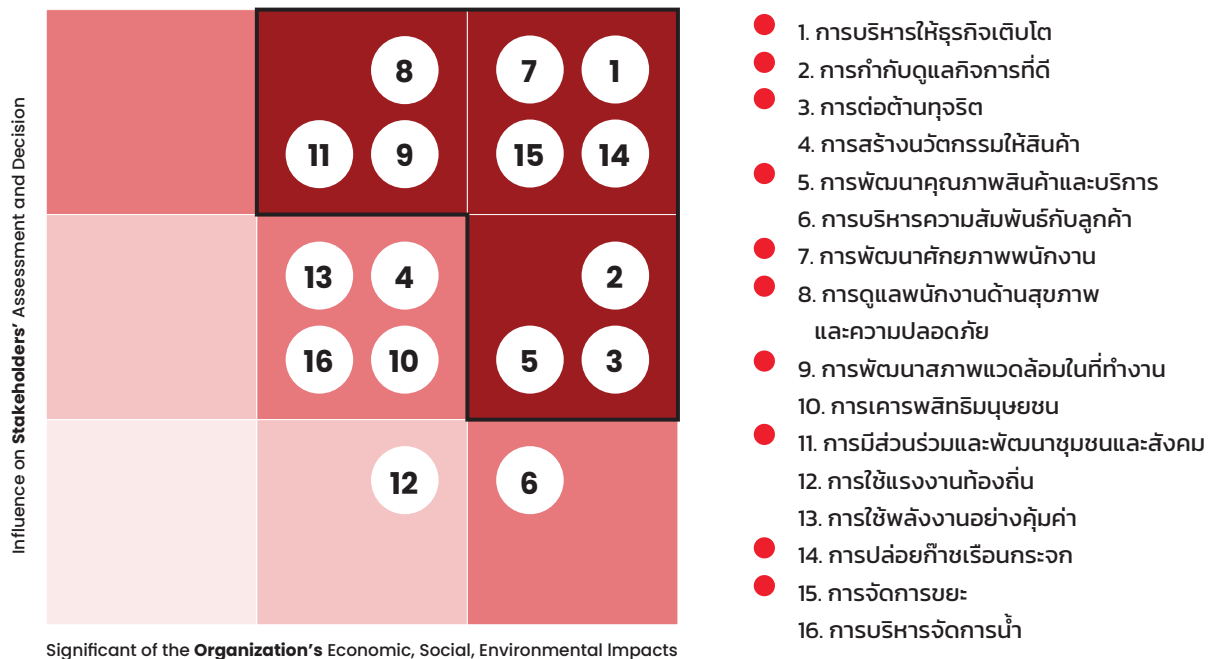 Influence on Stakeholders' Assessment and Decision
8
7
1
11
9
15
14
13
4
2
16
10
5
3
12
6
Significant of the Organization's Economic, Social, Environmental Impacts
1. การบริหารให้ธุรกิจเติบโต
2. การกำกับดูแลกิจการที่ดี
3. การต่อต้านทุจริต
4. การสร้างนวัตกรรมให้สินค้า
5. การพัฒนาคุณภาพสินค้าและบริการ
6. การบริหารความสัมพันธ์กับลูกค้า
7. การพัฒนาศักยภาพพนักงาน
8. การดูแลพนักงานด้านสุขภาพ
และความปลอดภัย
9. การพัฒนาสภาพแวดล้อมในที่ทำงาน
10. การเคารพสิทธิมนุษยชน
11. การมีส่วนร่วมและพัฒนาชุมชนและสังคม
12. การใช้แรงงานท้องถิ่น
13. การใช้พลังงานอย่างคุ้มค่า
14. การปล่อยก๊าซเรือนกระจก
15. การจัดการขยะ
16. การบริหารจัดการน้ำ